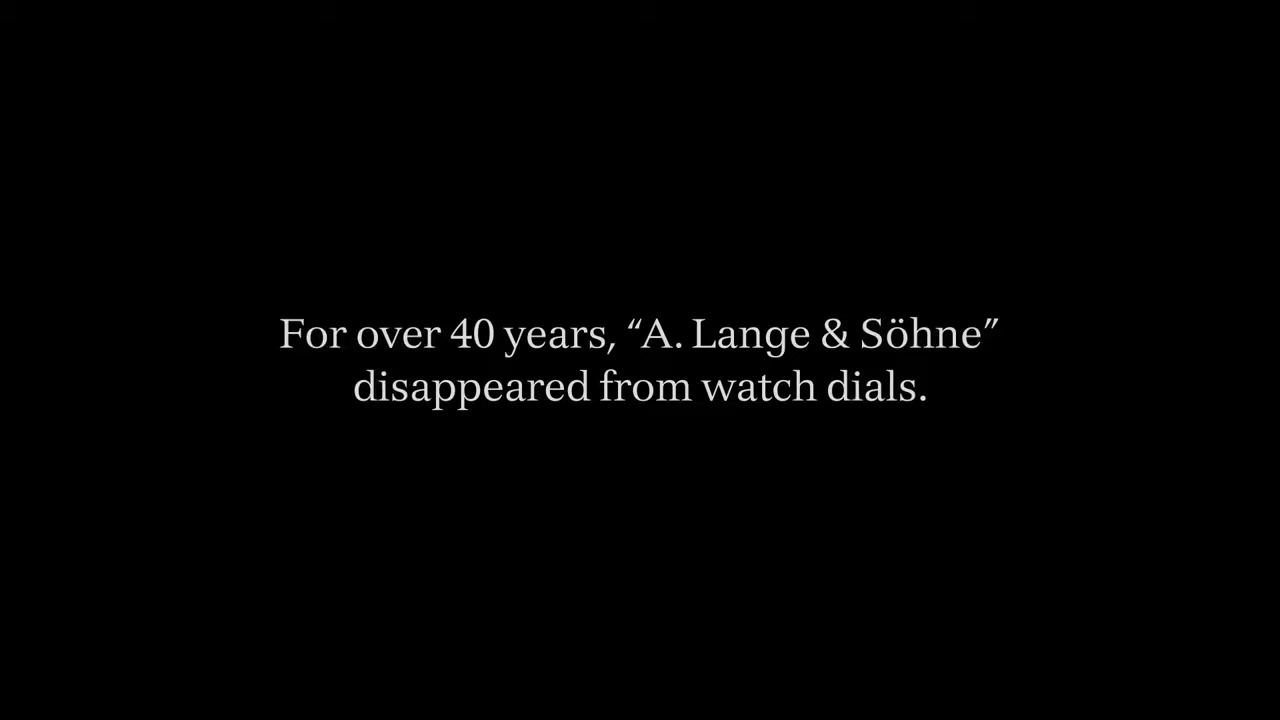 For over 40 years, “A. Lange & Söhne”
disappeared from watch dials.